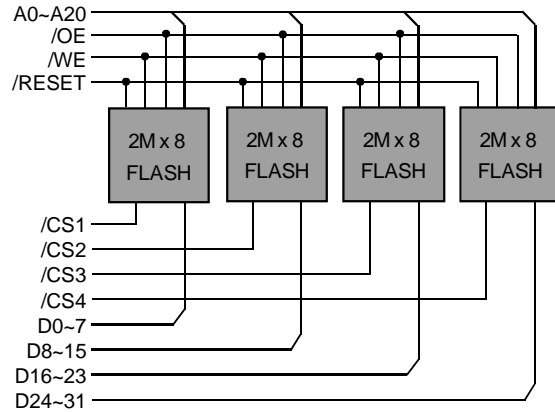 A0~A20
/OE
/WE
/RESET
2M x 8
FLASH
2M x 8
FLASH
2M x 8
FLASH
2M x 8
FLASH
/CS1
/CS2
/CS3
/CS4
D0~7
D8~15
D16~23
D24~31